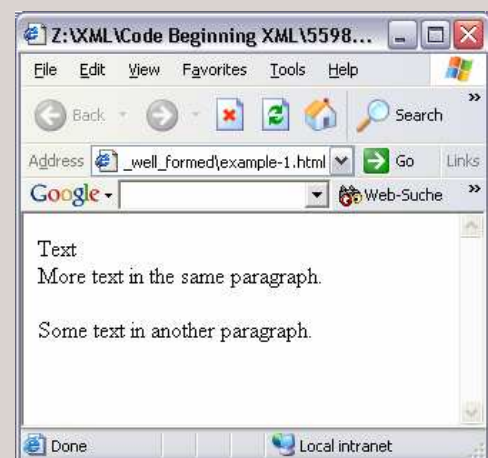 Z:\XML\Code Beginning XML\5598...
File Edit View Favorites Tools Help
Back Search »
Address _well_formed\example-1.html Go Links
Google Web-Suche »
Text
More text in the same paragraph.
Some text in another paragraph.
Done Local intranet